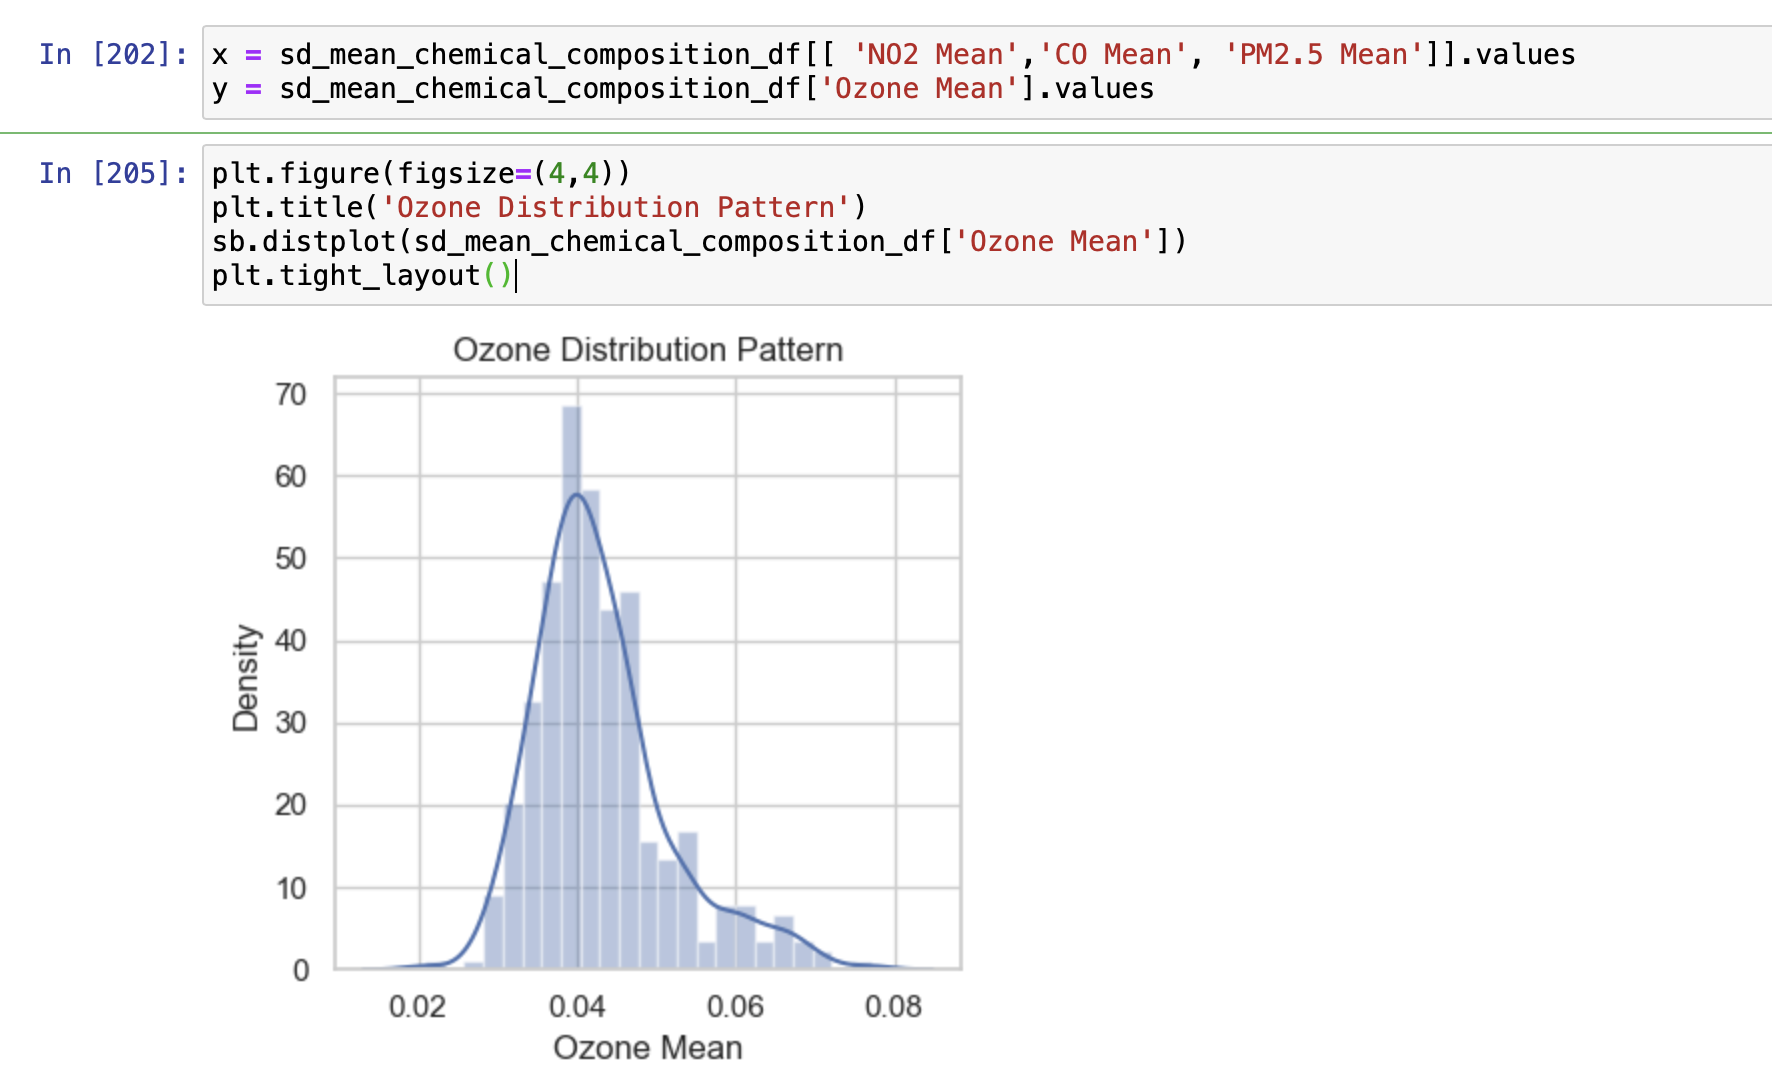 In [202]: x = sd_mean_chemical_composition_df[[ 'NO2 Mean','CO Mean', 'PM2.5 Mean']].values
y = sd_mean_chemical_composition_df['Ozone Mean'].values
In [205]: plt.figure(figsize=(4,4))
plt.title('Ozone Distribution Pattern')
sb.distplot(sd_mean_chemical_composition_df['Ozone Mean'])
plt.tight_layout()
Ozone Distribution Pattern
70
60
50
40
30
20
10
0
Density
0.02 0.04 0.06 0.08
Ozone Mean